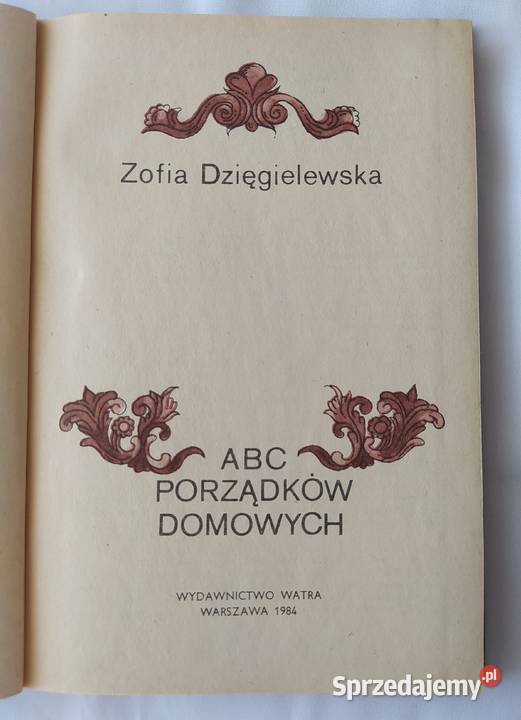 Zofia Dzięgielewska
ABC
PORZĄDKÓW
DOMOWYCH
WYDAWNICTWO WATRA
WARSZAWA 1984
Sprzedajemy.pl